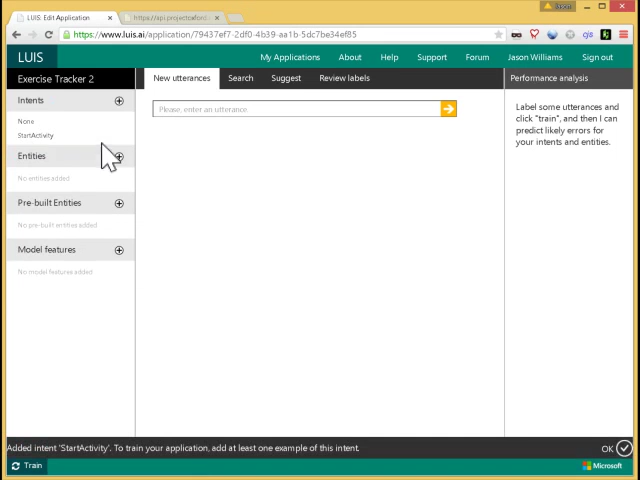 LUIS: Edit Application
https://api.projectoxford.
https://www.luis.ai/application/79437ef7-2df0-4b39-aa1b-5dc7be34ef85
LUIS
My Applications
About
Help
Support
Forum
Jason Williams
Sign out
Exercise Tracker 2
New utterances
Search
Suggest
Review labels
Performance analysis
Intents
None
StartActivity
Entities
No entities added
Pre-built Entities
No pre-built entities added
Model features
No model features added
Please, enter an utterance
Label some utterances and
click "train", and then I can
predict likely errors for
your intents and entities.
Added intent 'StartActivity'. To train your application, add at least one example of this intent.
OK
Train
Microsoft